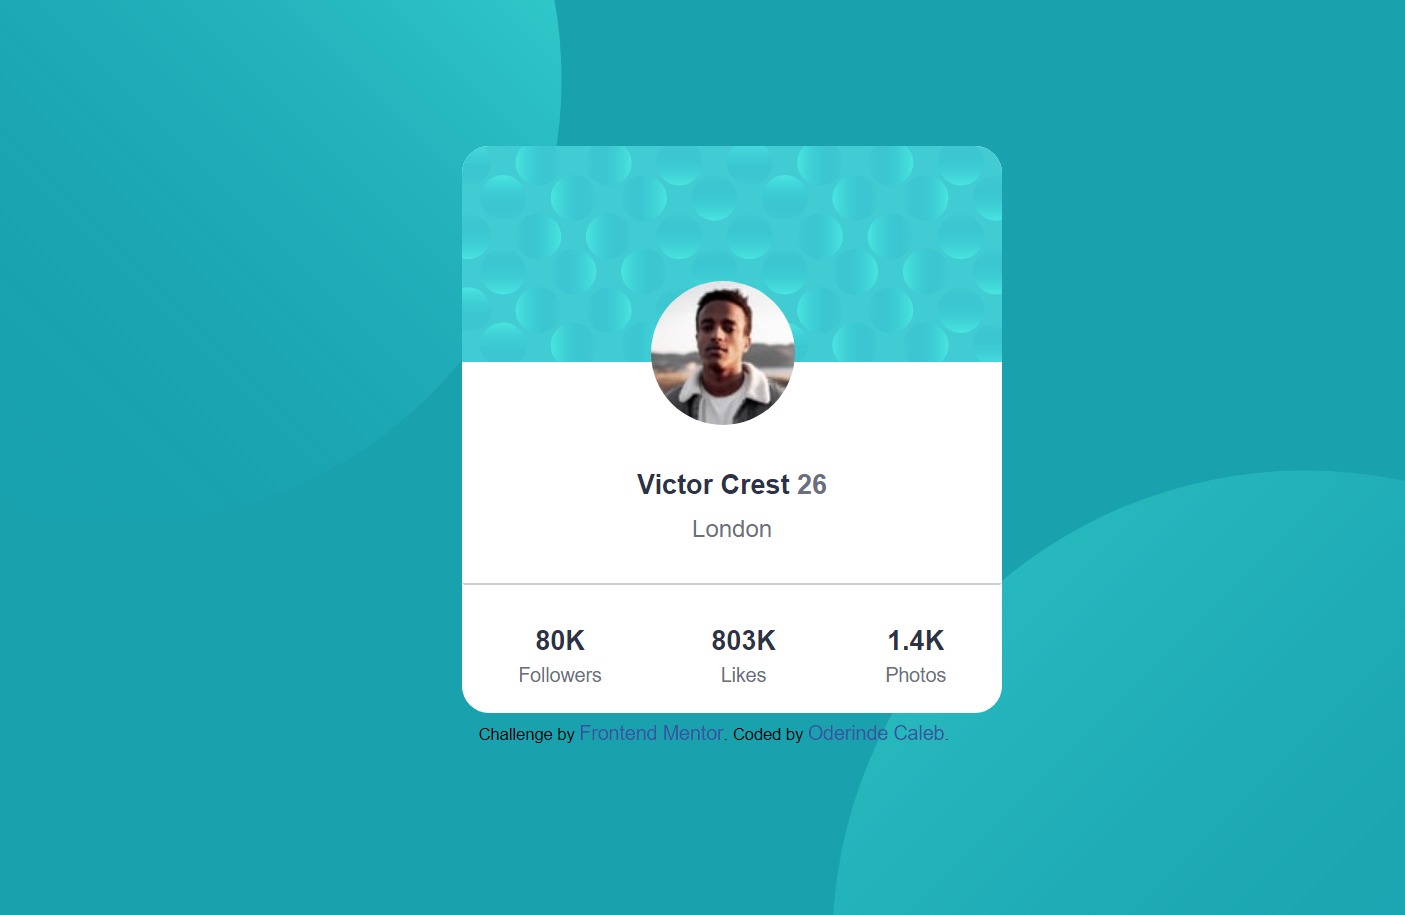 Victor Crest 26
London
80K 803K 1.4K
Followers Likes Photos
Challenge by Frontend Mentor. Coded by Oderinde Caleb.